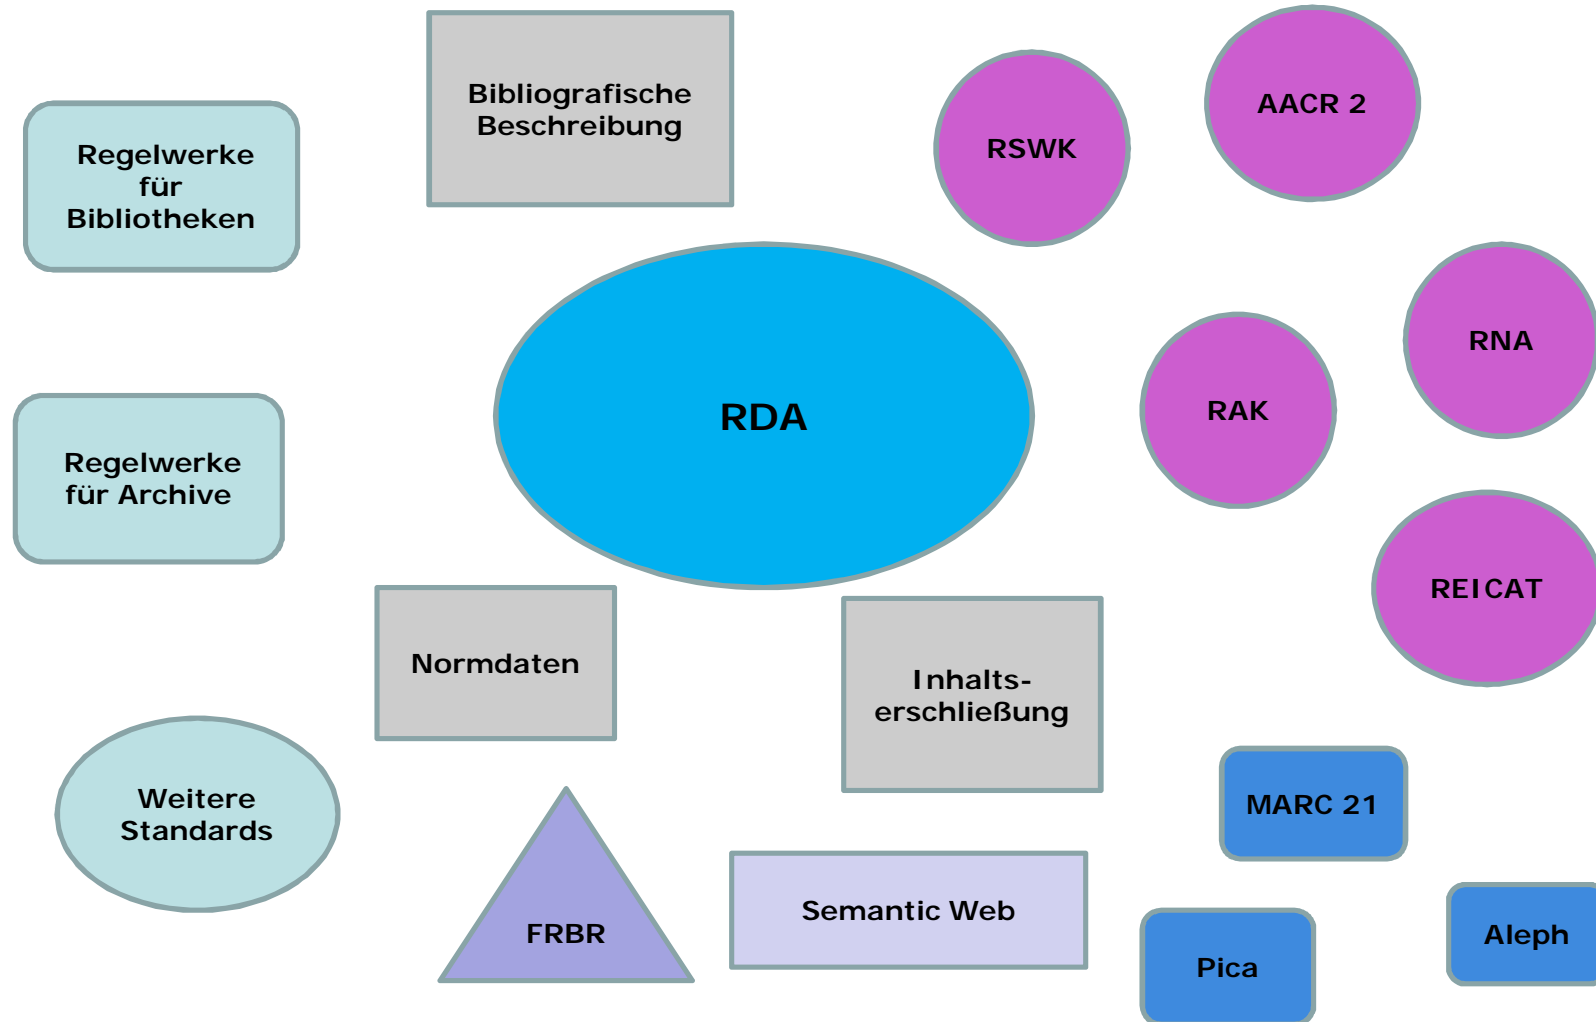 Bibliografische
Beschreibung
RSWK
AACR 2
Regelwerke
für
Bibliotheken
RDA
RAK
RNA
Regelwerke
für Archive
REICAT
Normdaten
Inhalts-
erschließung
Weitere
Standards
MARC 21
FRBR
Semantic Web
Pica
Aleph